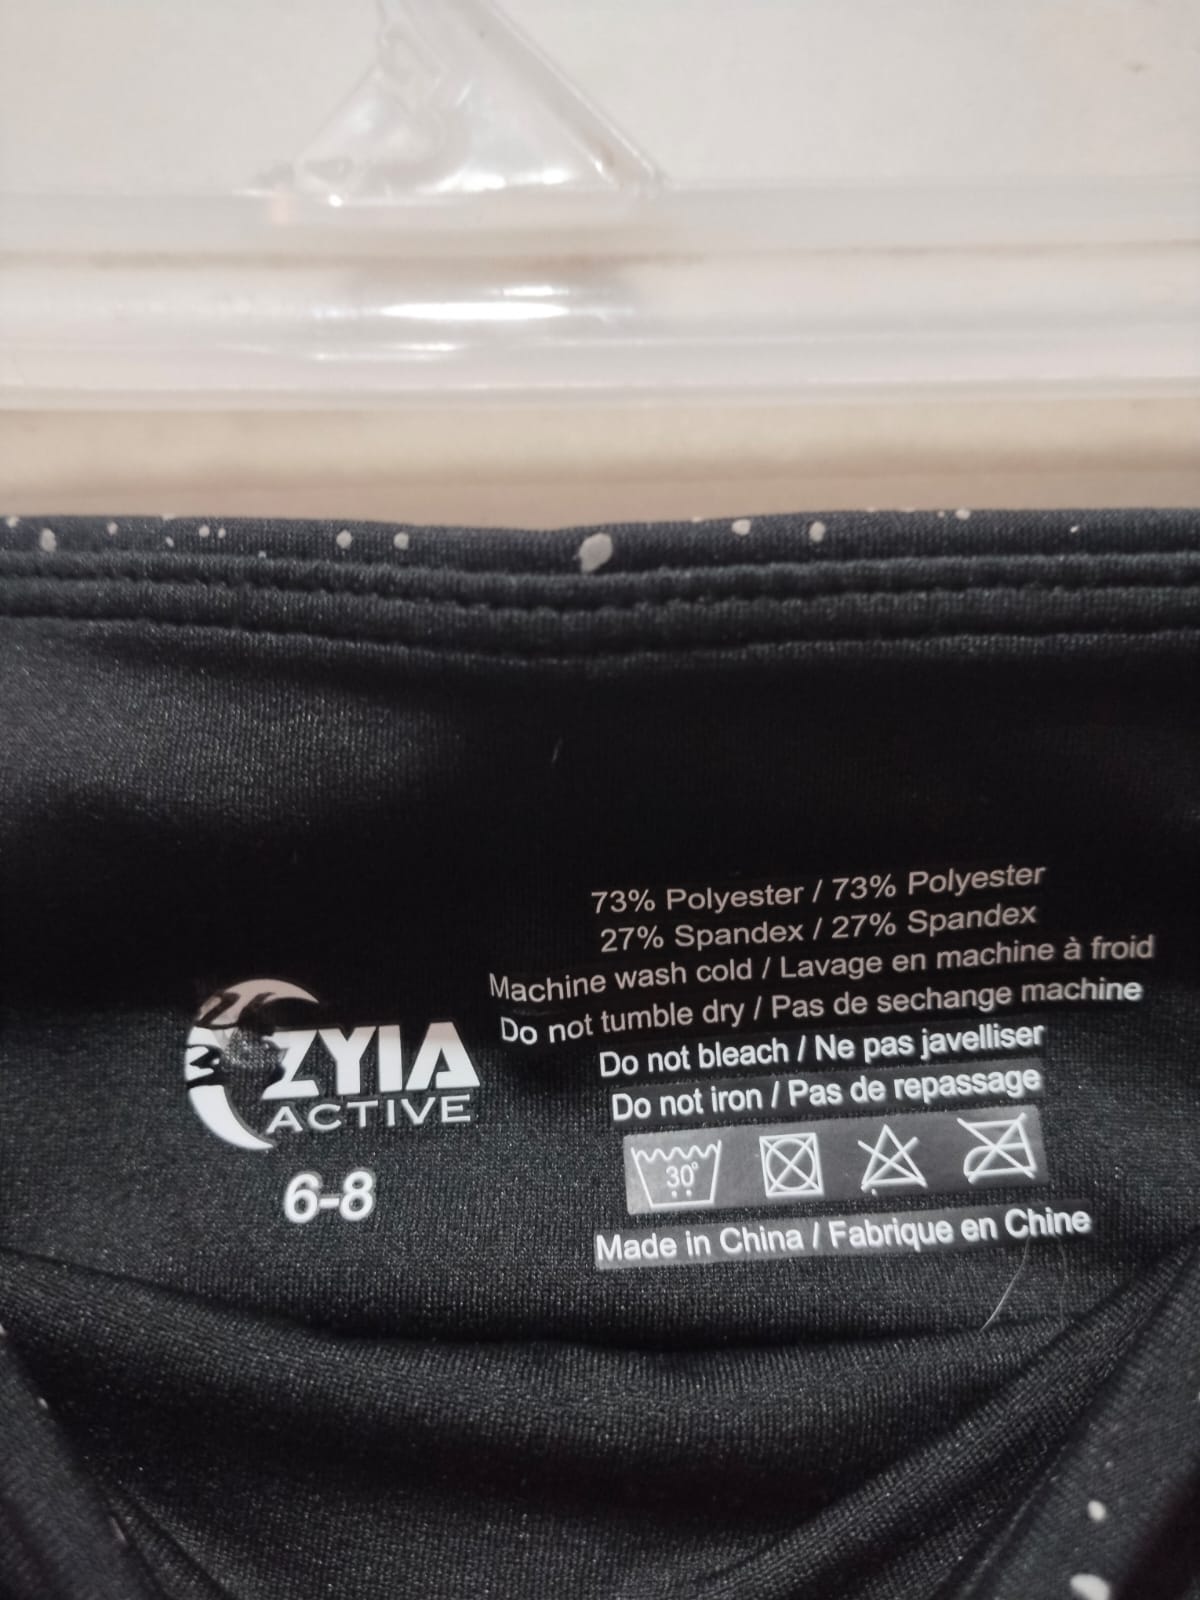 73% Polyester / 73% Polyester
27% Spandex / 27% Spandex
Machine wash cold / Lavage en machine à froid
Do not tumble dry / Pas de sechange machine
Do not bleach / Ne pas javelliser
Do not iron / Pas de repassage
30°
Made in China / Fabrique en Chine
ZYIA
ACTIVE
6-8